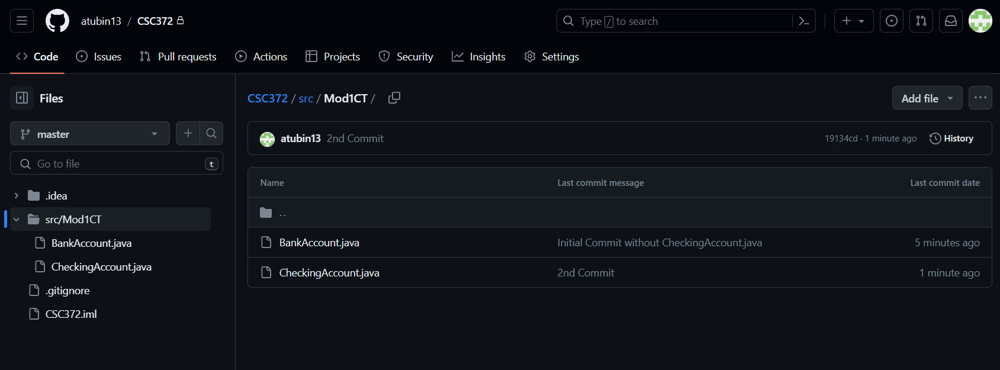 atubin13 / CSC372
Type / to search
Code Issues Pull requests Actions Projects Security Insights Settings
Files
master
Go to file t
.idea
src/Mod1CT
BankAccount.java
CheckingAccount.java
.gitignore
CSC372.iml
CSC372 / src / Mod1CT /
Add file
atubin13 2nd Commit 19134cd · 1 minute ago History
Name Last commit message Last commit date
..
BankAccount.java Initial Commit without CheckingAccount.java 5 minutes ago
CheckingAccount.java 2nd Commit 1 minute ago